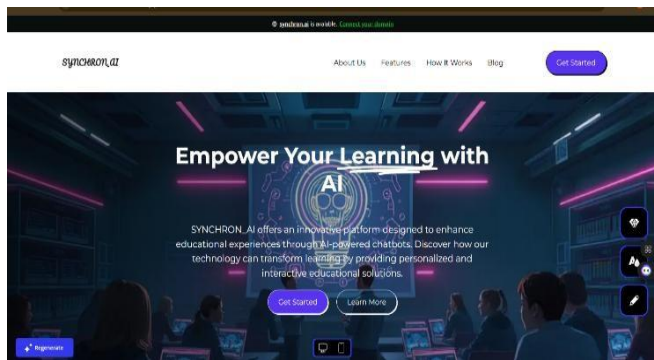 synchron.ai is available. Connect your domain
SYNCHRON_AI
About Us Features How It Works Blog Get Started
Empower Your Learning with
AI
SYNCHRON_AI offers an innovative platform designed to enhance
educational experiences through AI-powered chatbots. Discover how our
technology can transform learning by providing personalized and
interactive educational solutions.
Get Started Learn More
Regenerate